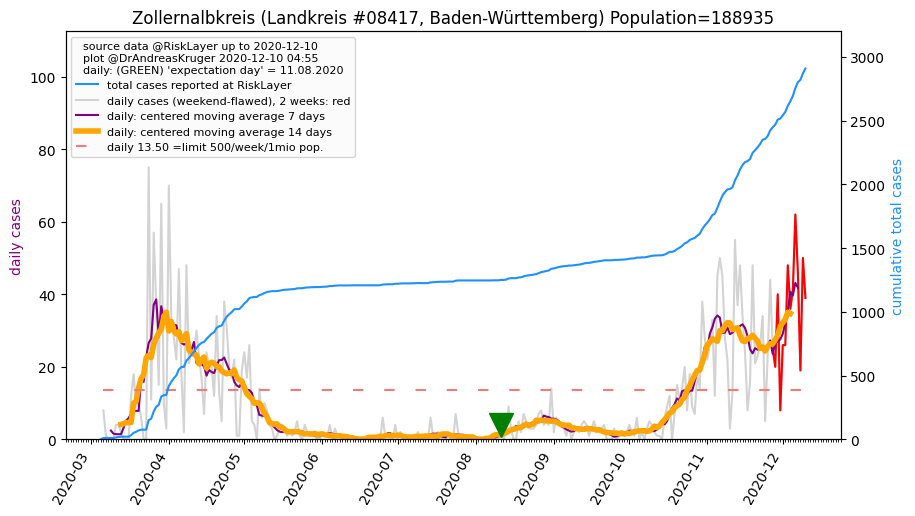 Zollernalbkreis (Landkreis #08417, Baden-Württemberg) Population=188935
source data @RiskLayer up to 2020-12-10
plot @DrAndreasKruger 2020-12-10 04:55
daily: (GREEN) 'expectation day' = 11.08.2020
total cases reported at RiskLayer
daily cases (weekend-flawed), 2 weeks: red
daily: centered moving average 7 days
daily: centered moving average 14 days
daily 13.50 =limit 500/week/1mio pop.
daily cases
100
80
60
40
20
0
cumulative total cases
3000
2500
2000
1500
1000
500
0
2020-03
2020-04
2020-05
2020-06
2020-07
2020-08
2020-09
2020-10
2020-11
2020-12